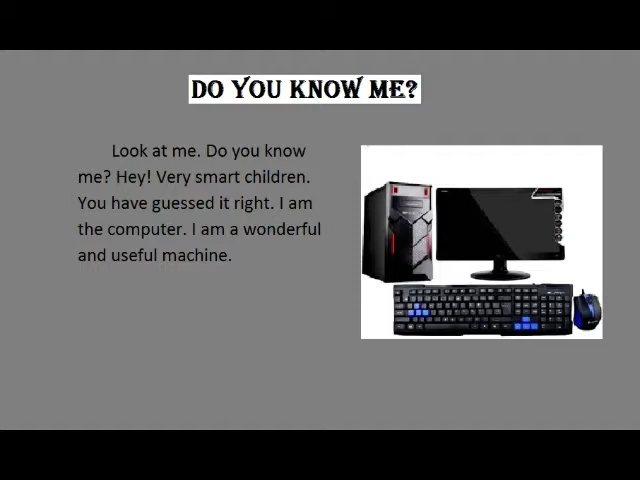 DO YOU KNOW ME?
Look at me. Do you know
me? Hey! Very smart children.
You have guessed it right. I am
the computer. I am a wonderful
and useful machine.